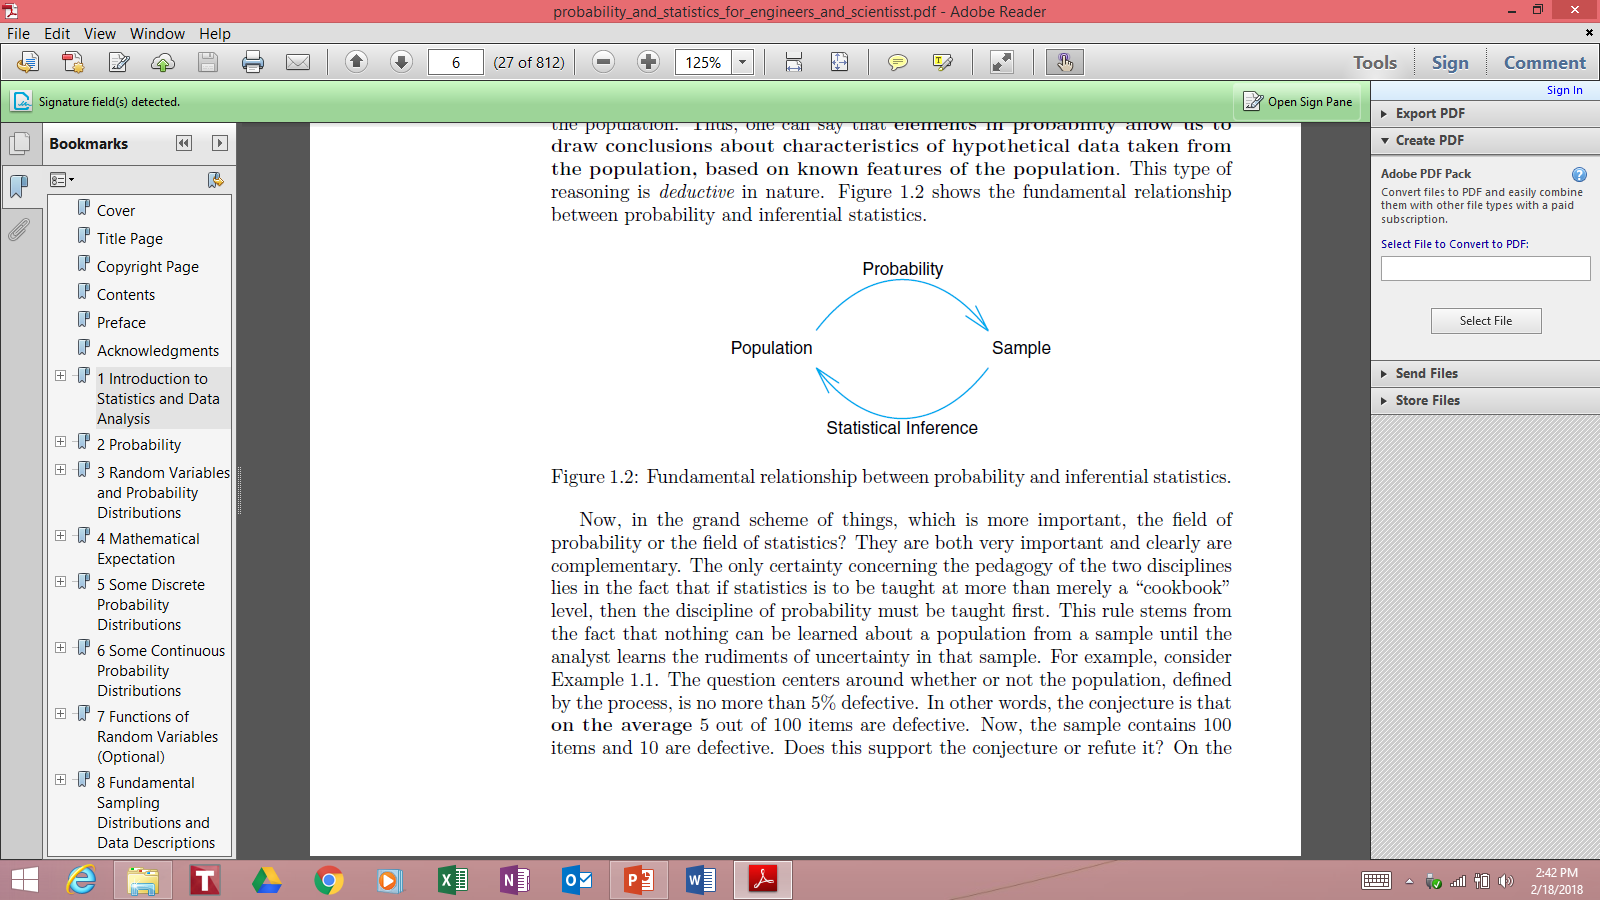 probability_and_statistics_for_engineers_and_scientisst.pdf - Adobe Reader
File Edit View Window Help
6 (27 of 812) 125% Tools Sign Comment
Signature field(s) detected. Open Sign Pane
Sign In
Bookmarks
Cover
Title Page
Copyright Page
Contents
Preface
Acknowledgments
1 Introduction to
Statistics and Data
Analysis
2 Probability
3 Random Variables
and Probability
Distributions
4 Mathematical
Expectation
5 Some Discrete
Probability
Distributions
6 Some Continuous
Probability
Distributions
7 Functions of
Random Variables
(Optional)
8 Fundamental
Sampling
Distributions and
Data Descriptions
the population. Thus, one can say that elements in probability allow us to
draw conclusions about characteristics of hypothetical data taken from
the population, based on known features of the population. This type of
reasoning is deductive in nature. Figure 1.2 shows the fundamental relationship
between probability and inferential statistics.
Probability
Population Sample
Statistical Inference
Figure 1.2: Fundamental relationship between probability and inferential statistics.
Now, in the grand scheme of things, which is more important, the field of
probability or the field of statistics? They are both very important and clearly are
complementary. The only certainty concerning the pedagogy of the two disciplines
lies in the fact that if statistics is to be taught at more than merely a “cookbook”
level, then the discipline of probability must be taught first. This rule stems from
the fact that nothing can be learned about a population from a sample until the
analyst learns the rudiments of uncertainty in that sample. For example, consider
Example 1.1. The question centers around whether or not the population, defined
by the process, is no more than 5% defective. In other words, the conjecture is that
on the average 5 out of 100 items are defective. Now, the sample contains 100
items and 10 are defective. Does this support the conjecture or refute it? On the
Export PDF
Create PDF
Adobe PDF Pack
Convert files to PDF and easily combine
them with other file types with a paid
subscription.
Select File to Convert to PDF:
Select File
Send Files
Store Files
2:42 PM
2/18/2018